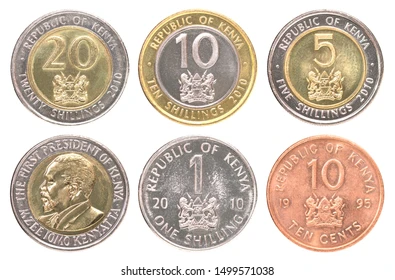 REPUBLIC OF KENYA
20
TWENTY SHILLINGS 2010
REPUBLIC OF KENYA
10
TEN SHILLINGS 2010
REPUBLIC OF KENYA
5
FIVE SHILLINGS 2010
THE FIRST PRESIDENT OF KENYA
MZEE JOMO KENYATTA
REPUBLIC OF KENYA
1
20 10
ONE SHILLING
REPUBLIC OF KENYA
10
19 95
TEN CENTS
shutterstock.com · 1499571038